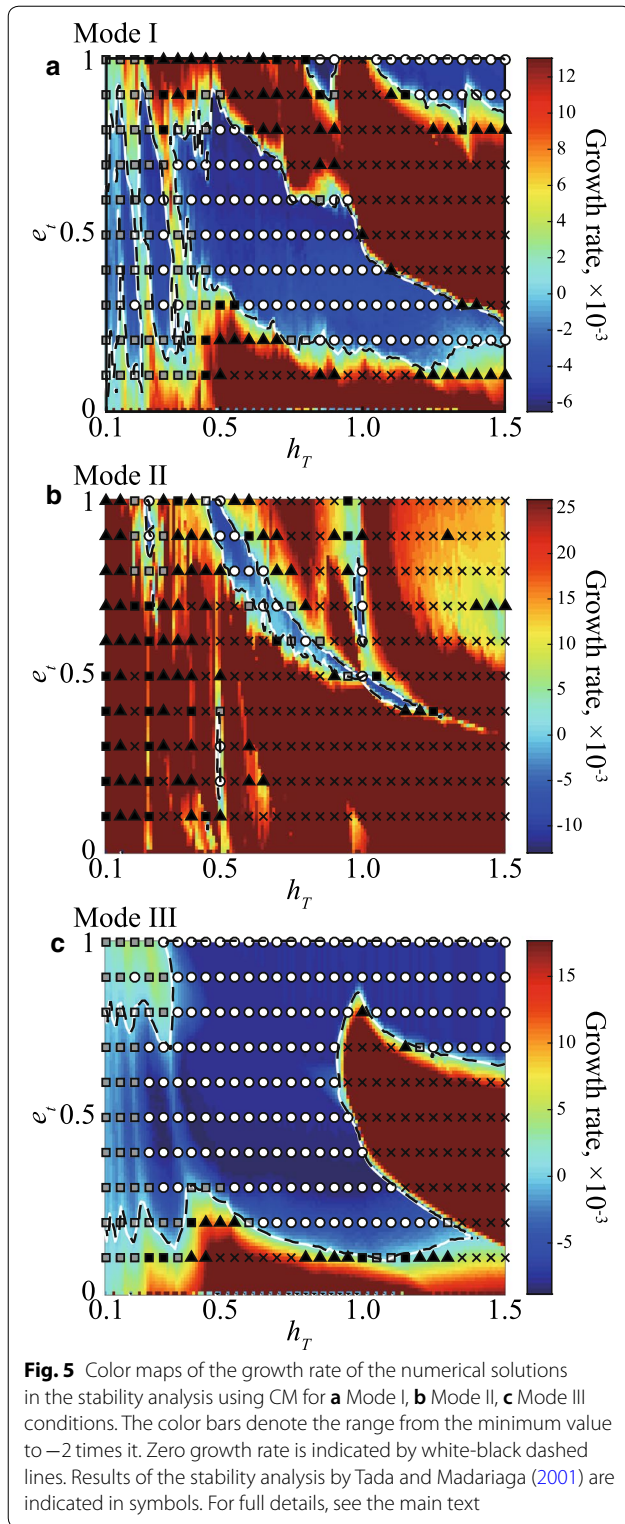 Mode I
a
1
0.5
0
e_t
0.1
0.5
1.0
1.5
h_T
12
10
8
6
4
2
0
-2
-4
-6
Growth rate, ×10⁻³
Mode II
b
1
0.5
0
e_t
0.1
0.5
1.0
1.5
h_T
25
20
15
10
5
0
-5
-10
Growth rate, ×10⁻³
Mode III
c
1
0.5
0
e_t
0.1
0.5
1.0
1.5
h_T
15
10
5
0
-5
Growth rate, ×10⁻³
Fig. 5 Color maps of the growth rate of the numerical solutions
in the stability analysis using CM for a Mode I, b Mode II, c Mode III
conditions. The color bars denote the range from the minimum value
to −2 times it. Zero growth rate is indicated by white-black dashed
lines. Results of the stability analysis by Tada and Madariaga (2001) are
indicated in symbols. For full details, see the main text